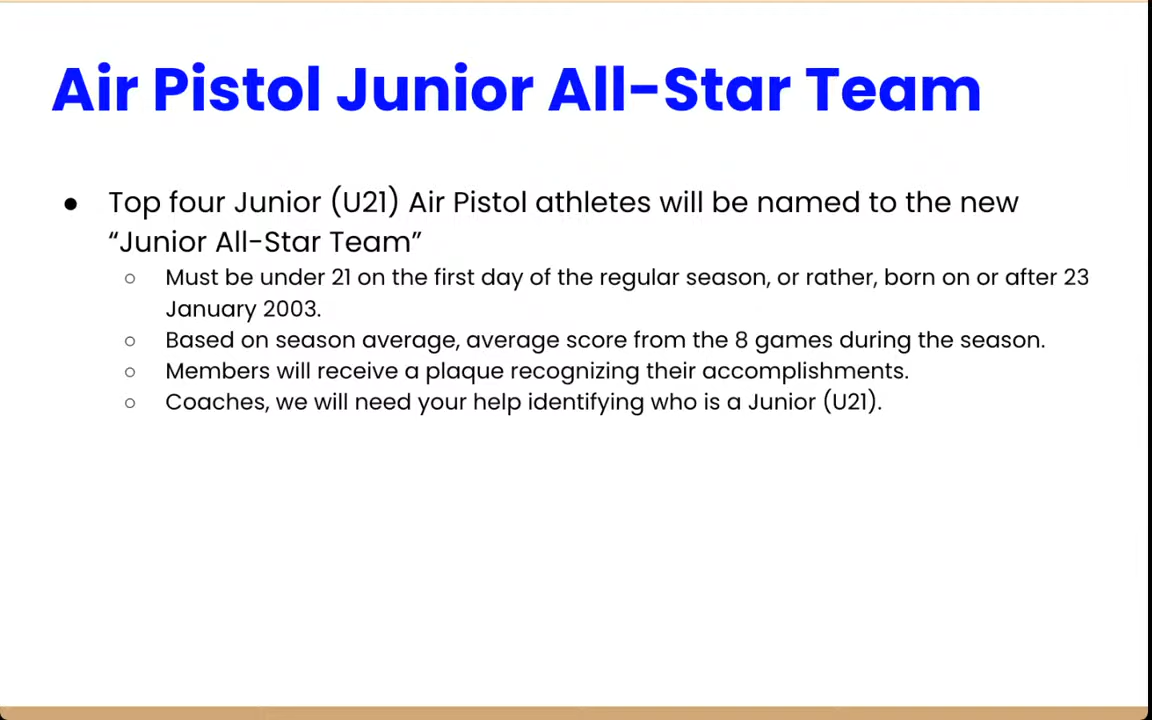 Air Pistol Junior All-Star Team
● Top four Junior (U21) Air Pistol athletes will be named to the new
“Junior All-Star Team”
○ Must be under 21 on the first day of the regular season, or rather, born on or after 23
January 2003.
○ Based on season average, average score from the 8 games during the season.
○ Members will receive a plaque recognizing their accomplishments.
○ Coaches, we will need your help identifying who is a Junior (U21).